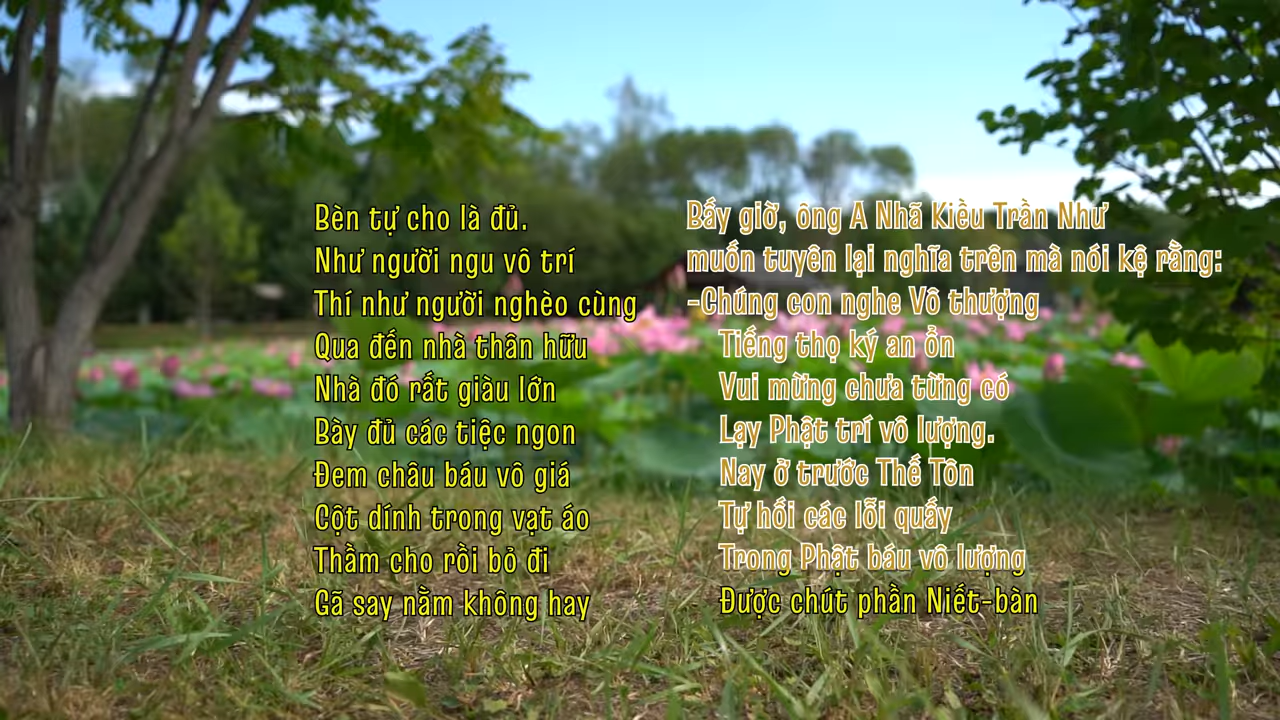 Bèn tự cho là đủ.
Như người ngu vô trí
Thí như người nghèo cùng
Qua đến nhà thân hữu
Nhà đó rất giàu lớn
Bày đủ các tiệc ngon
Đem châu báu vô giá
Cột dính trong vạt áo
Thầm cho rồi bỏ đi
Gã say nằm không hay
Bấy giờ, ông A Nhã Kiều Trần Như
muốn tuyên lại nghĩa trên mà nói kệ rằng:
-Chúng con nghe Vô thượng
Tiếng thọ ký an ổn
Vui mừng chưa từng có
Lạy Phật trí vô lượng.
Nay ở trước Thế Tôn
Tự hối các lỗi quấy
Trong Phật báu vô lượng
Được chút phần Niết-bàn